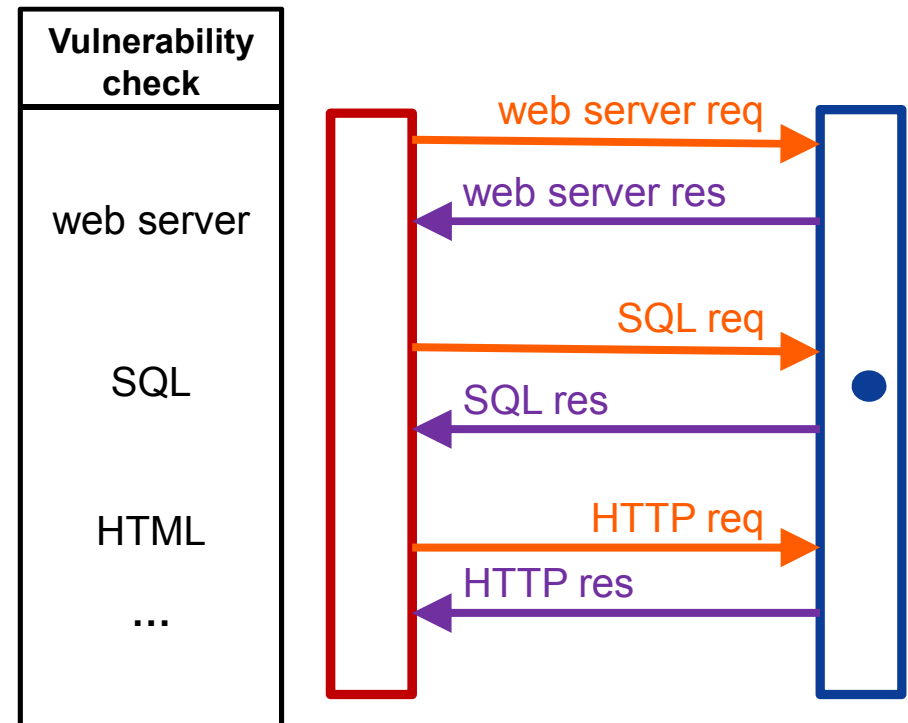 Vulnerability
check
web server req
web server res
web server
SQL req
SQL
SQL res
HTTP req
HTML
HTTP res
...